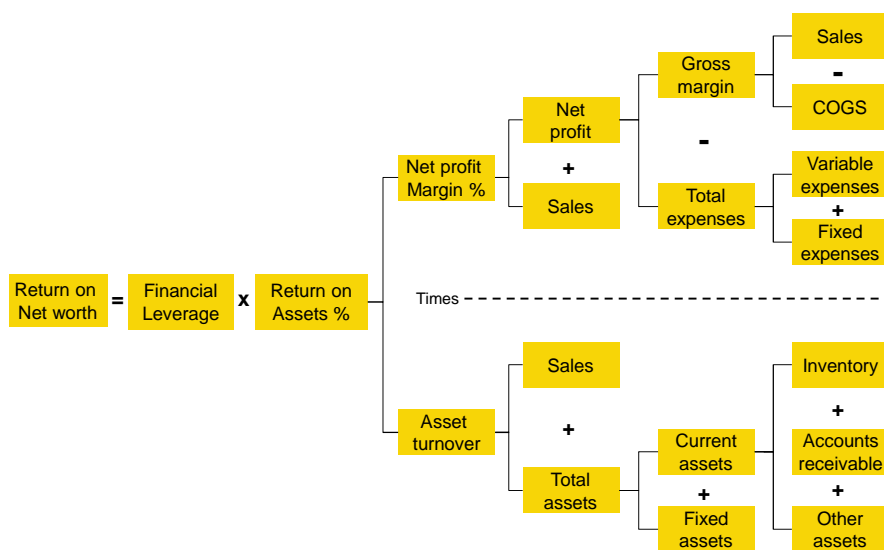 Sales
-
COGS
Gross
margin
Net
profit
-
Variable
expenses
+
Fixed
expenses
Total
expenses
Net profit
Margin %
+
Sales
Return on
Net worth
=
Financial
Leverage
x
Return on
Assets %
Times
Sales
+
Asset
turnover
Total
assets
Current
assets
+
Fixed
assets
Inventory
+
Accounts
receivable
+
Other
assets